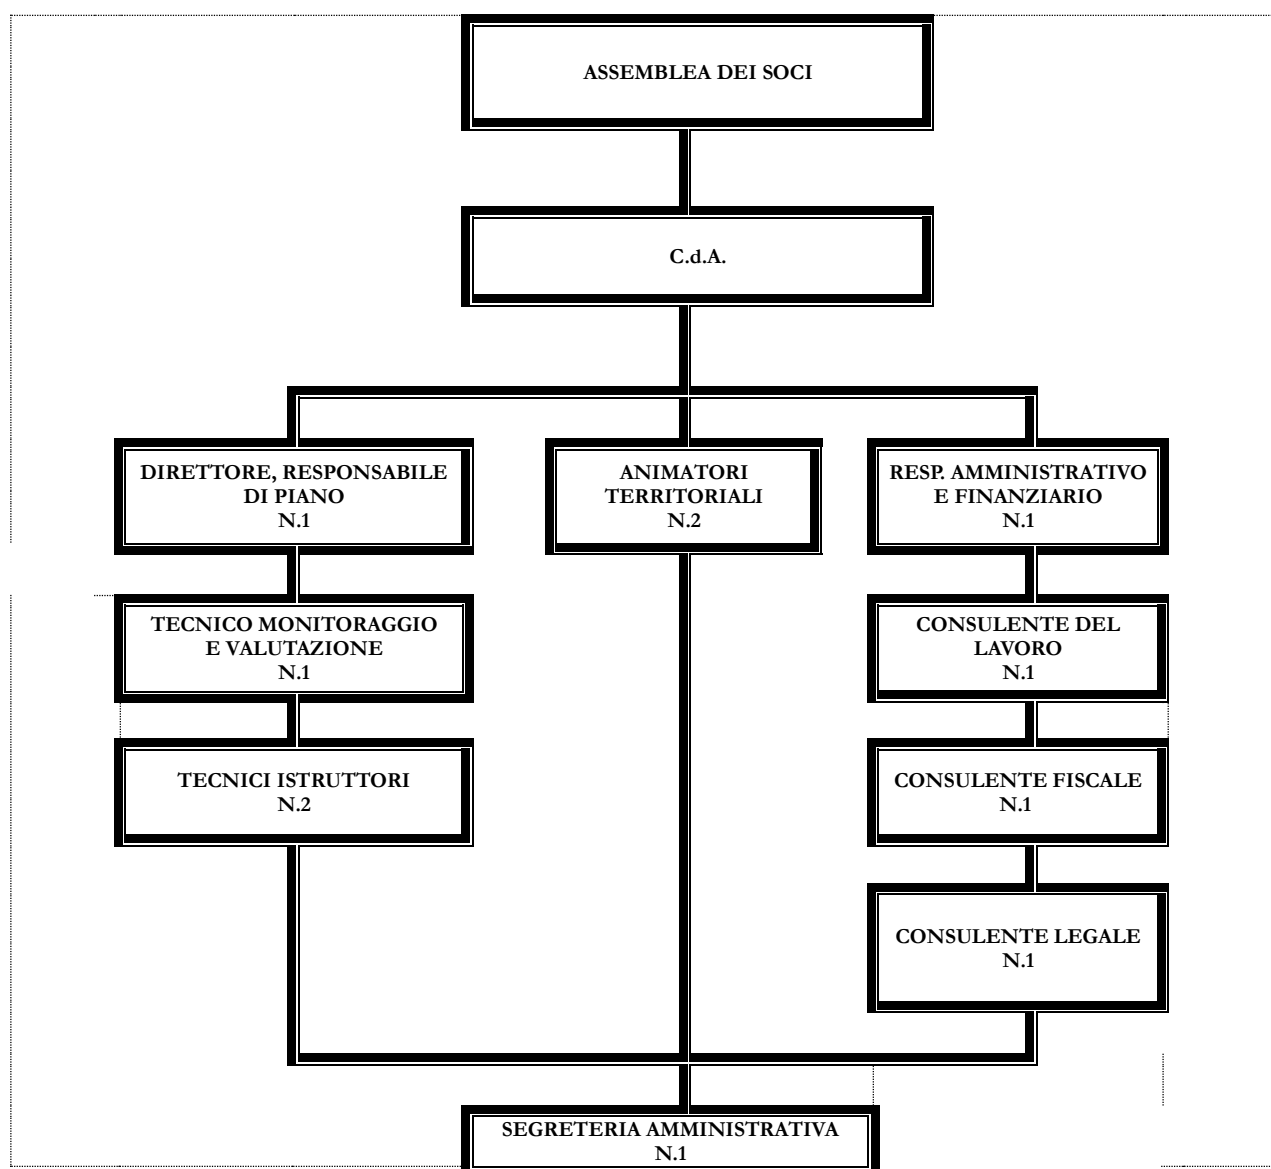 ASSEMBLEA DEI SOCI
C.d.A.
DIRETTORE, RESPONSABILE
DI PIANO
N.1
ANIMATORI
TERRITORIALI
N.2
RESP. AMMINISTRATIVO
E FINANZIARIO
N.1
TECNICO MONITORAGGIO
E VALUTAZIONE
N.1
CONSULENTE DEL
LAVORO
N.1
TECNICI ISTRUTTORI
N.2
CONSULENTE FISCALE
N.1
CONSULENTE LEGALE
N.1
SEGRETERIA AMMINISTRATIVA
N.1